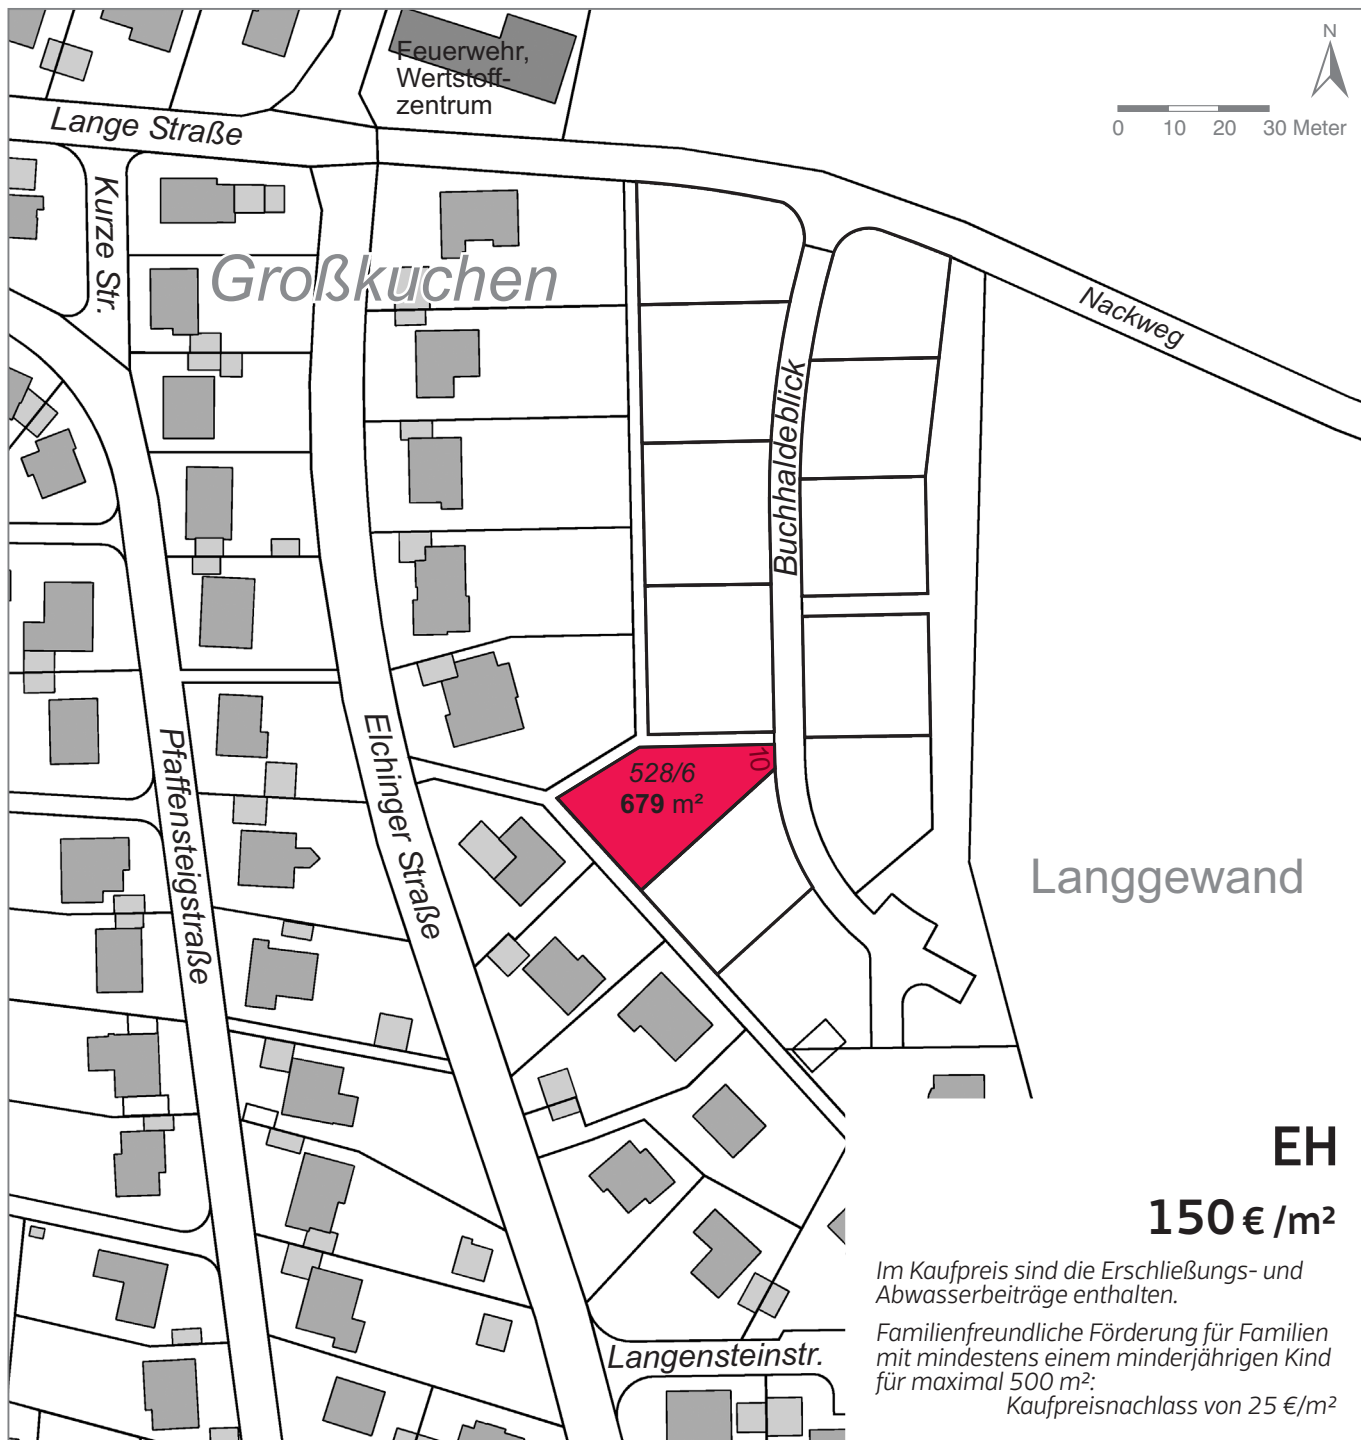 Feuerwehr,
Wertstoff-
zentrum
N
0 10 20 30 Meter
Lange Straße
Kurze Str.
Großkuchen
Nackweg
Buchhaldeblick
Elchinger Straße
Pfaffensteigstraße
10
528/6
679 m²
Langgewand
EH
150 € /m²
Im Kaufpreis sind die Erschließungs- und
Abwasserbeiträge enthalten.
Familienfreundliche Förderung für Familien
mit mindestens einem minderjährigen Kind
für maximal 500 m²:
Kaufpreisnachlass von 25 €/m²
Langensteinstr.